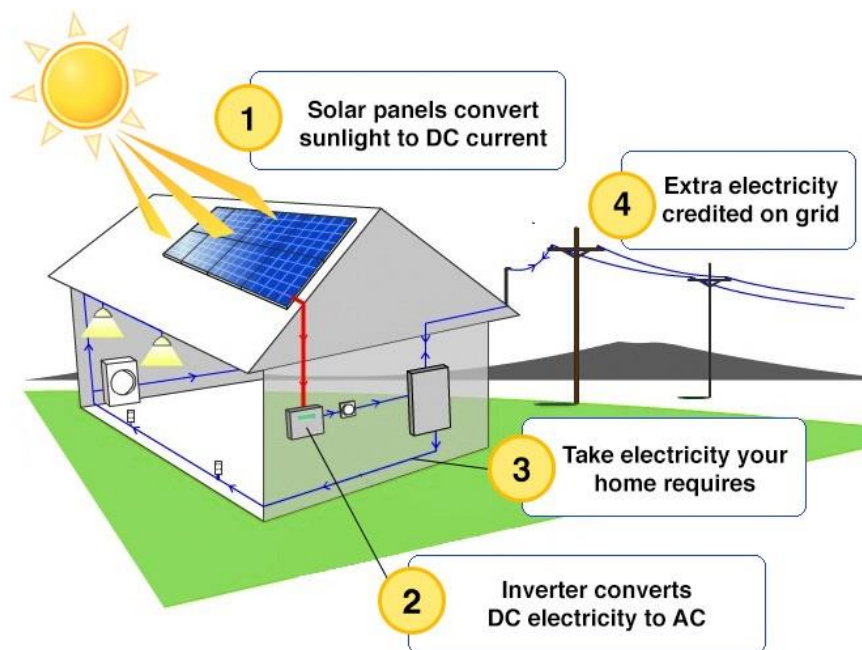 1
Solar panels convert
sunlight to DC current
4
Extra electricity
credited on grid
3
Take electricity your
home requires
2
Inverter converts
DC electricity to AC